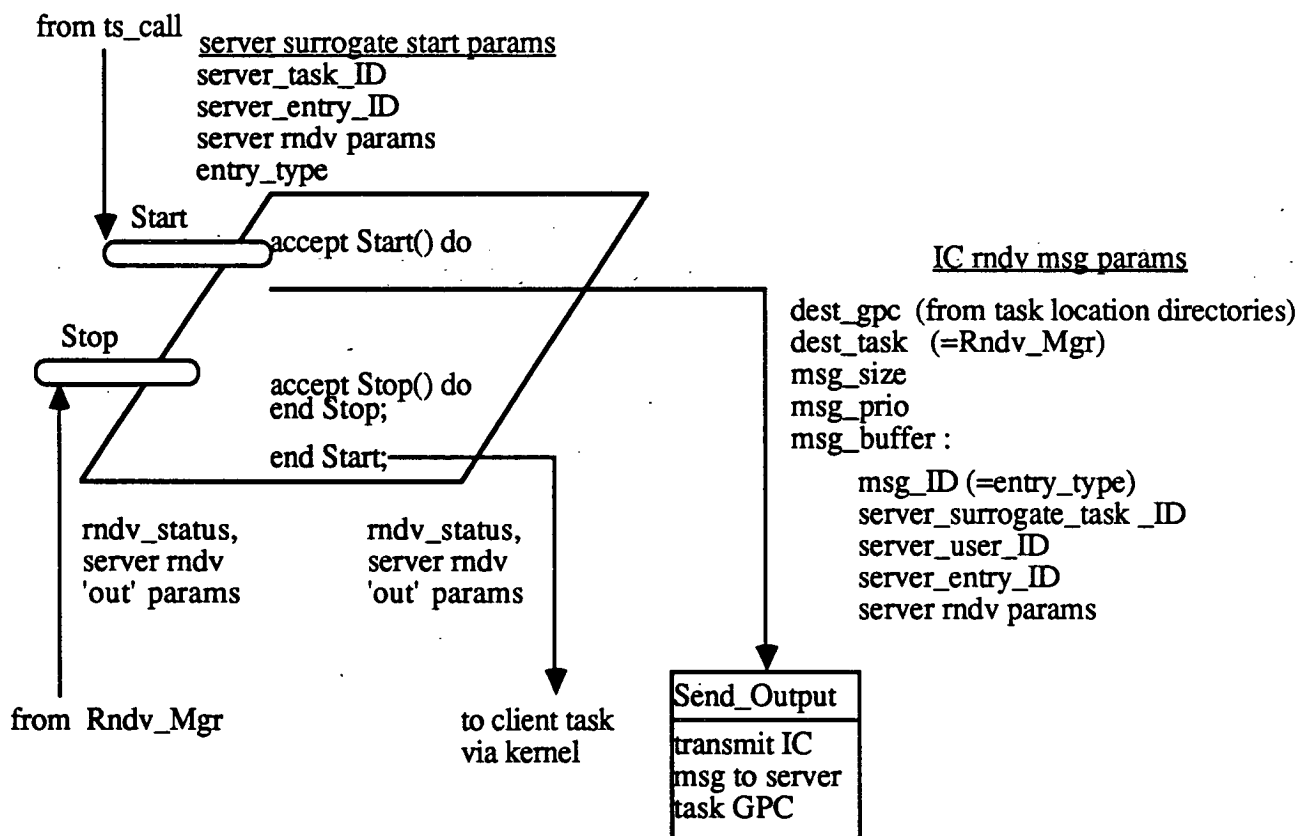 from ts_call
server surrogate start params
server_task_ID
server_entry_ID
server rndv params
entry_type
Start
accept Start() do
Stop
accept Stop() do
end Stop;
end Start;
IC rndv msg params
dest_gpc (from task location directories)
dest_task (=Rndv_Mgr)
msg_size
msg_prio
msg_buffer :
msg_ID (=entry_type)
server_surrogate_task _ID
server_user_ID
server_entry_ID
server rndv params
rndv_status,
server rndv
'out' params
rndv_status,
server rndv
'out' params
from Rndv_Mgr
to client task
via kernel
Send_Output
transmit IC
msg to server
task GPC